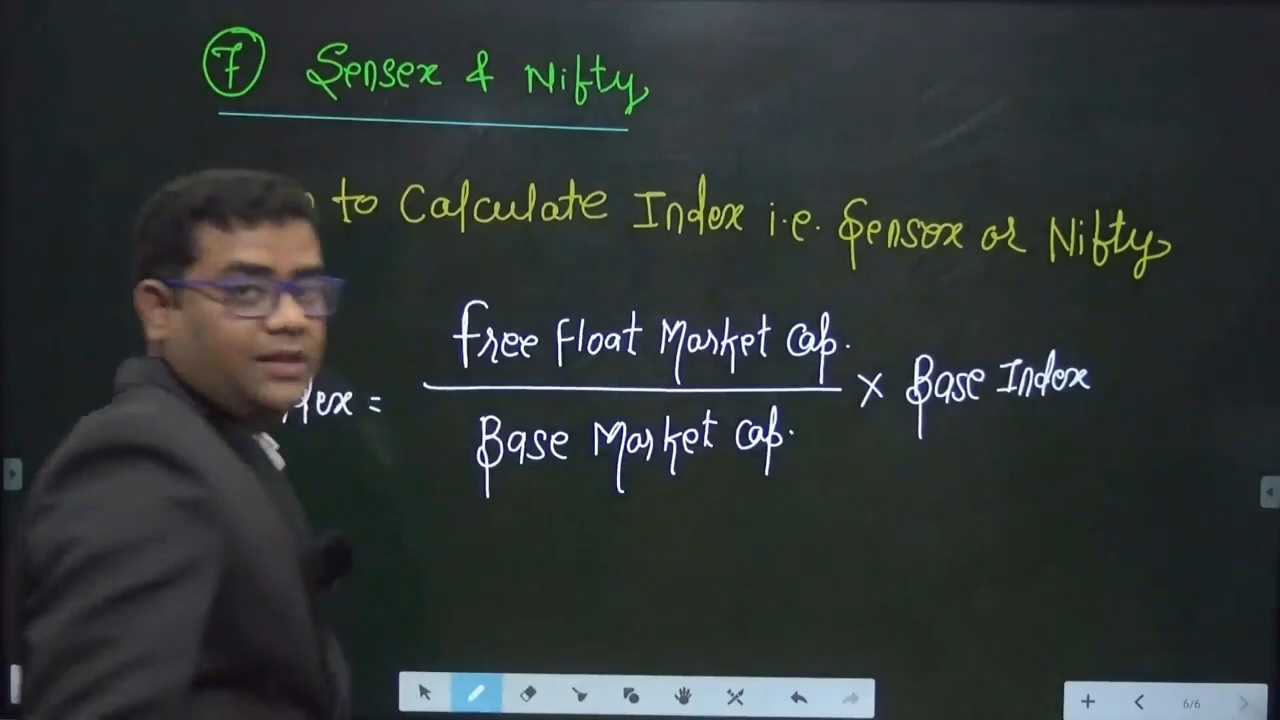 7 Sensex & Nifty
to Calculate Index i.e. Sensex or Nifty
Free Float Market Cap.
= × Base Index
Base Market Cap.
6/6